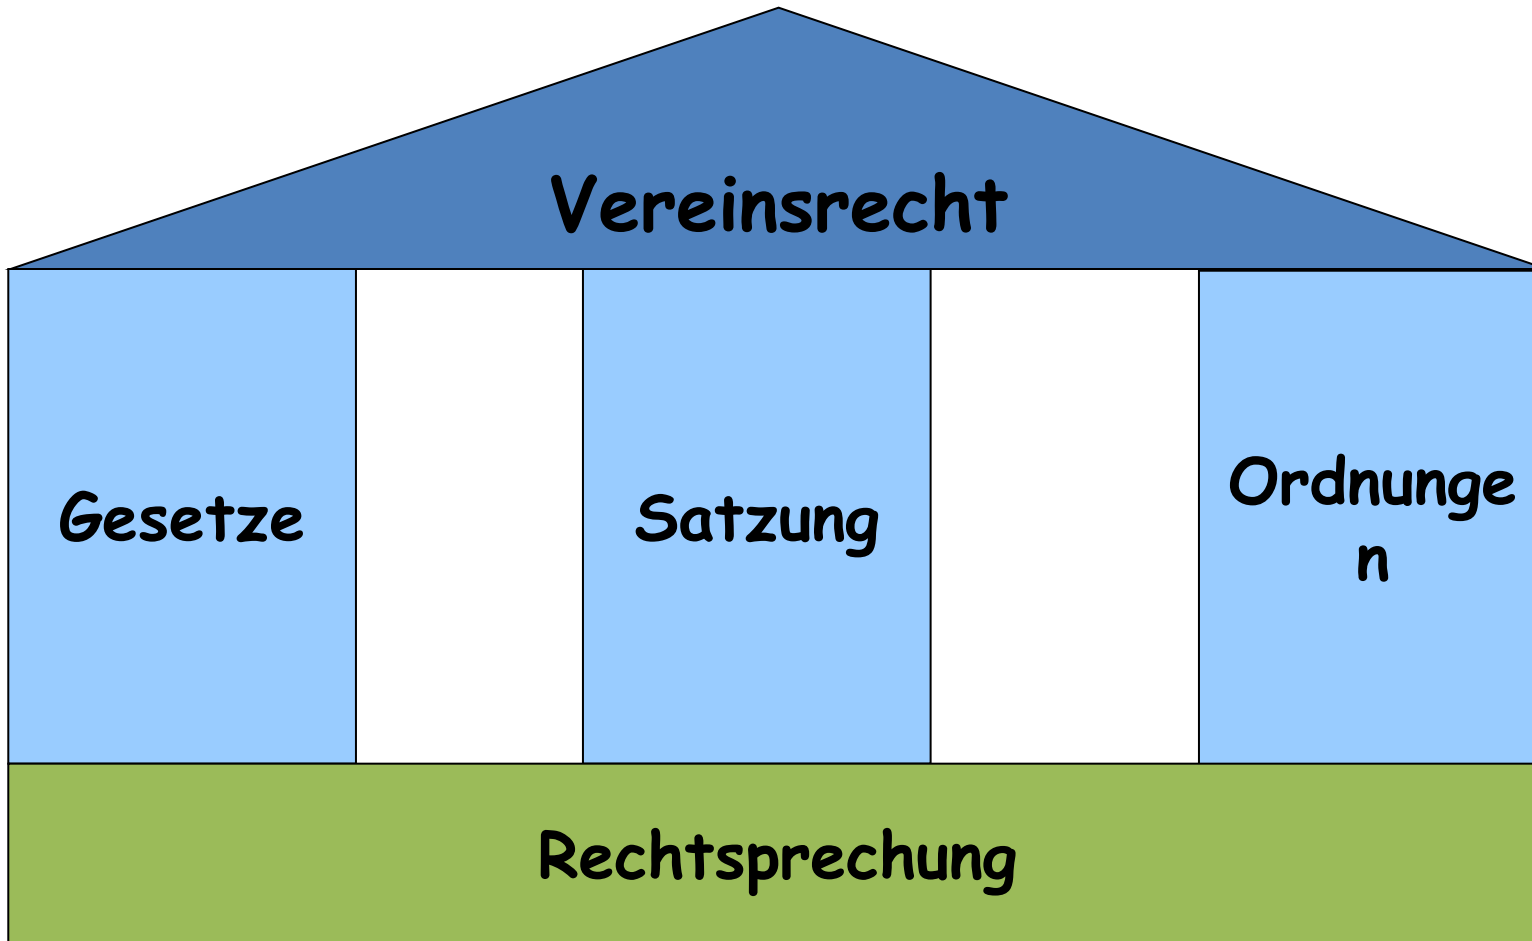 Vereinsrecht
Gesetze
Satzung
Ordnunge
n
Rechtsprechung